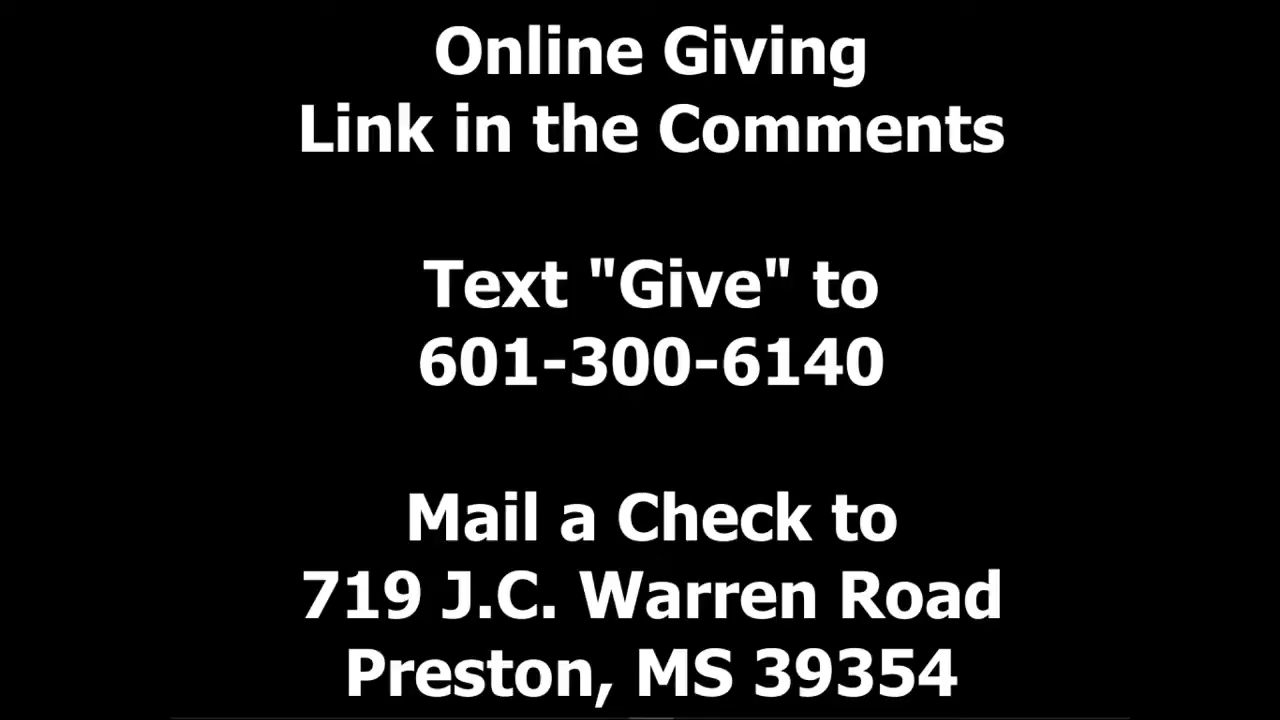 Online Giving
Link in the Comments
Text "Give" to
601-300-6140
Mail a Check to
719 J.C. Warren Road
Preston, MS 39354